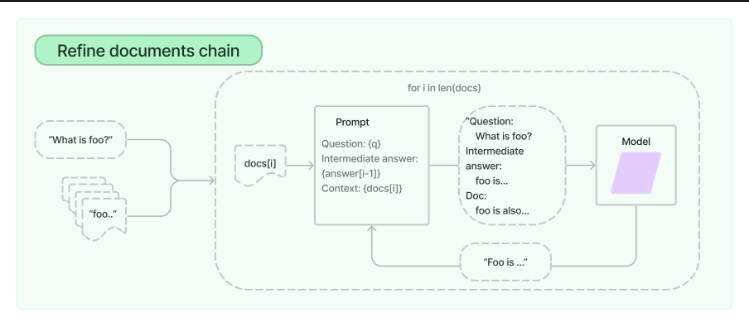 Refine documents chain
for i in len(docs)
"What is foo?"
"foo.."
docs[i]
Prompt
Question: {q}
Intermediate answer:
{answer[i-1]}
Context: {docs[i]}
"Question:
What is foo?
Intermediate
answer:
foo is...
Doc:
foo is also...
Model
"Foo is ..."